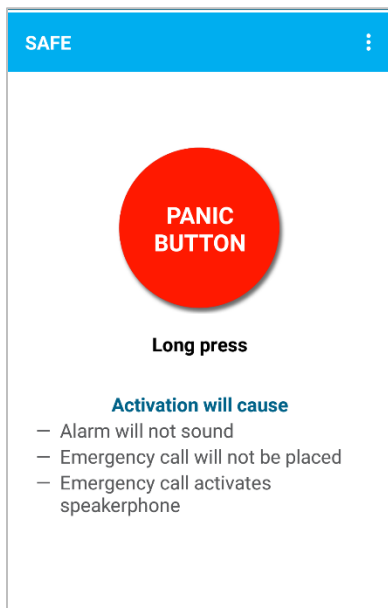 SAFE
PANIC
BUTTON
Long press
Activation will cause
— Alarm will not sound
— Emergency call will not be placed
— Emergency call activates
speakerphone